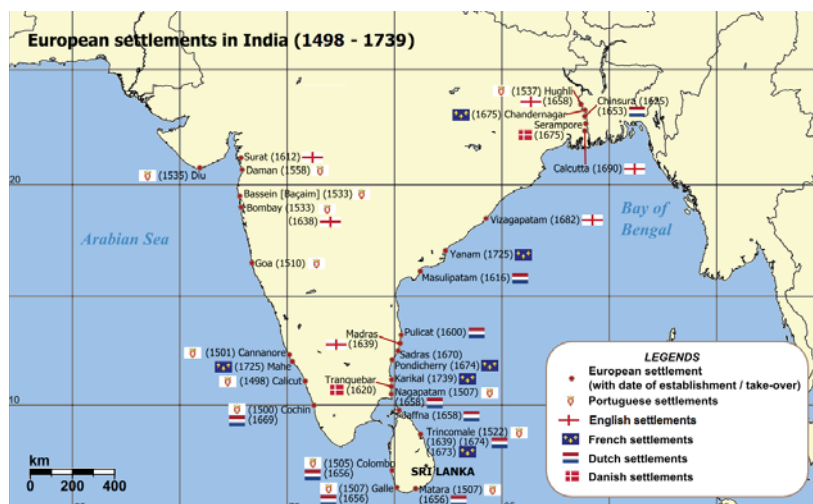 European settlements in India (1498 - 1739)
(1537) Hughli
(1658)
Chinsura (1625)
(1653)
(1675) Chandernagar
Serampore
(1675)
Calcutta (1690)
Surat (1612)
Daman (1558)
(1535) Diu
20
Bassein [Baçaim] (1533)
Bombay (1533)
(1638)
Arabian Sea
Bay of
Bengal
Vizagapatam (1682)
Yanam (1725)
Goa (1510)
Masulipatam (1616)
Pulicat (1600)
Madras
(1639)
Sadras (1670)
(1501) Cannanore
Pondicherry (1674)
(1725) Mahe
Tranquebar
(1620)
Karikal (1739)
(1498) Calicut
Nagapatam (1507)
(1658)
10
(1500) Cochin
(1669)
Jaffna (1658)
Trincomale (1522)
(1639) (1674)
(1673)
(1505) Colombo
(1656)
SRI LANKA
(1507) Galle
(1656)
Matara (1507)
(1656)
km
0 200 400
LEGENDS
European settlement
(with date of establishment / take-over)
Portuguese settlements
English settlements
French settlements
Dutch settlements
Danish settlements